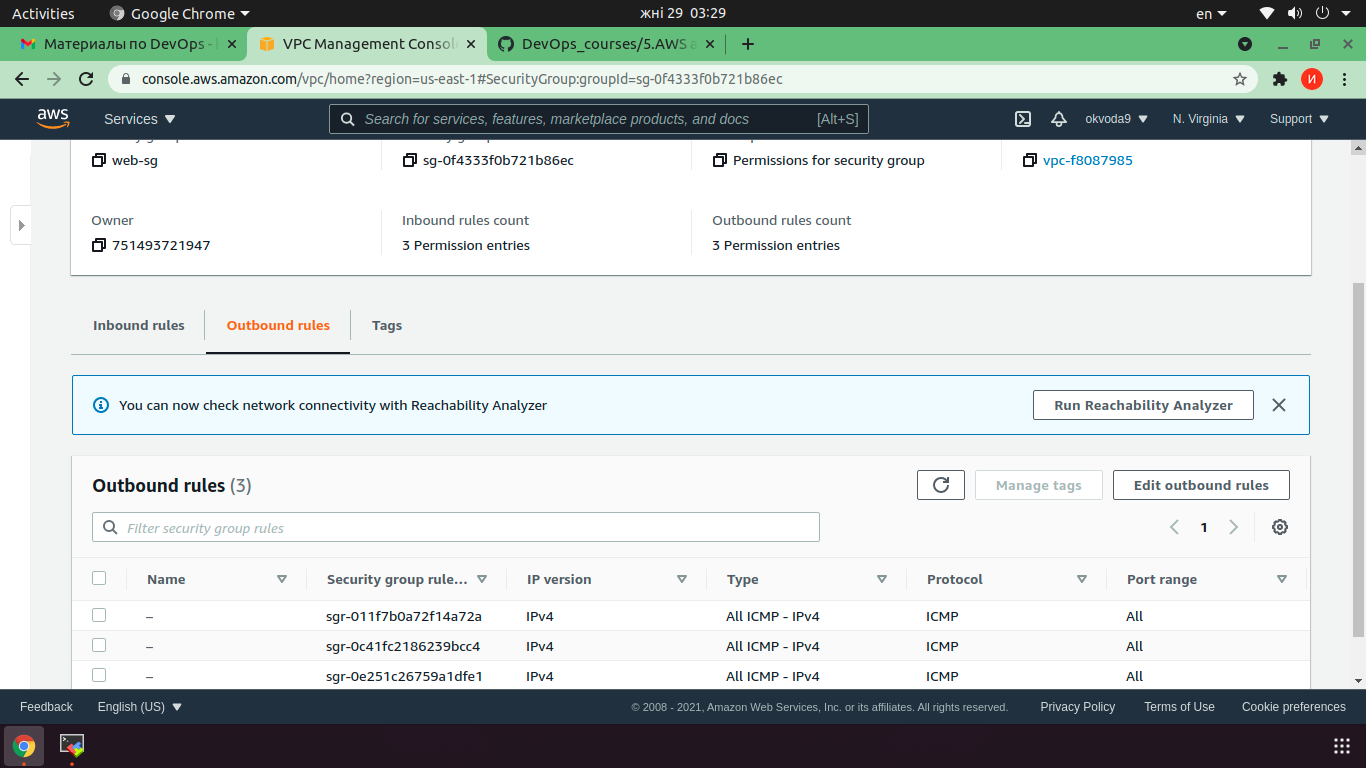 Activities Google Chrome жні 29 03:29 en
Материалы по DevOps - VPC Management Consol DevOps_courses/5.AWS a
console.aws.amazon.com/vpc/home?region=us-east-1#SecurityGroup:groupId=sg-0f4333f0b721b86ec И
aws Services Search for services, features, marketplace products, and docs [Alt+S] okvoda9 N. Virginia Support
web-sg sg-0f4333f0b721b86ec Permissions for security group vpc-f8087985
Owner Inbound rules count Outbound rules count
751493721947 3 Permission entries 3 Permission entries
Inbound rules Outbound rules Tags
You can now check network connectivity with Reachability Analyzer Run Reachability Analyzer
Outbound rules (3) Manage tags Edit outbound rules
Filter security group rules 1
Name Security group rule... IP version Type Protocol Port range
– sgr-011f7b0a72f14a72a IPv4 All ICMP - IPv4 ICMP All
– sgr-0c41fc2186239bcc4 IPv4 All ICMP - IPv4 ICMP All
– sgr-0e251c26759a1dfe1 IPv4 All ICMP - IPv4 ICMP All
Feedback English (US) © 2008 - 2021, Amazon Web Services, Inc. or its affiliates. All rights reserved. Privacy Policy Terms of Use Cookie preferences